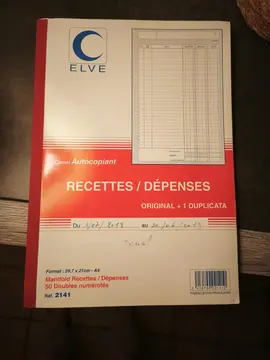 ELVE
Autocopiant
RECETTES / DÉPENSES
ORIGINAL + 1 DUPLICATA
Du
au
Format : 29,7 x 21cm - A4
Manifold Recettes / Dépenses
50 Doubles numérotés
Réf. 2141